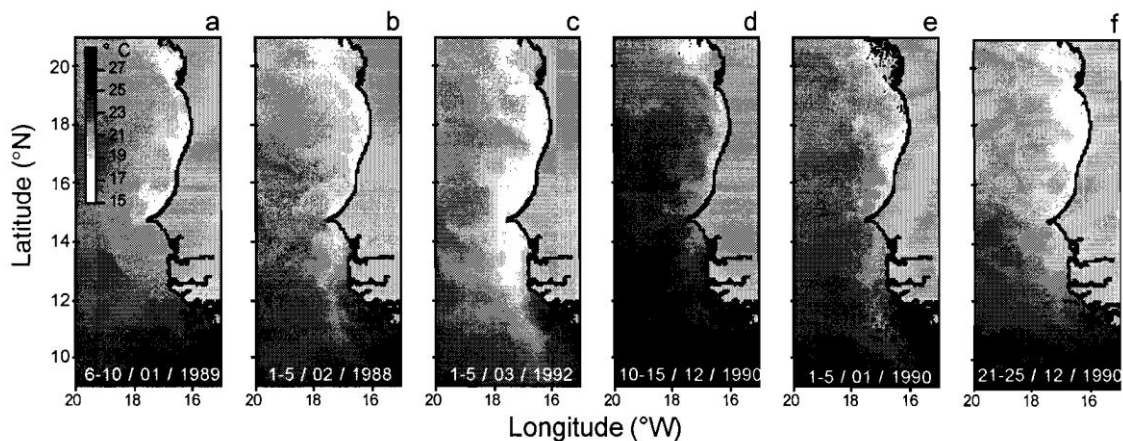 a b c d e f
° C
27
25
23
21
19
17
15
20
18
16
14
12
10
Latitude (°N)
6-10 / 01 / 1989
1-5 / 02 / 1988
1-5 / 03 / 1992
10-15 / 12 / 1990
1-5 / 01 / 1990
21-25 / 12 / 1990
20 18 16 20 18 16 20 18 16 20 18 16 20 18 16 20 18 16
Longitude (°W)